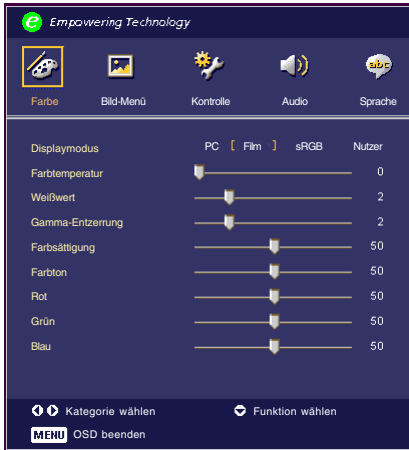 e Empowering Technology
abc
Farbe Bild-Menü Kontrolle Audio Sprache
Displaymodus PC [ Film ] sRGB Nutzer
Farbtemperatur 0
Weißwert 2
Gamma-Entzerrung 2
Farbsättigung 50
Farbton 50
Rot 50
Grün 50
Blau 50
Kategorie wählen Funktion wählen
MENU OSD beenden